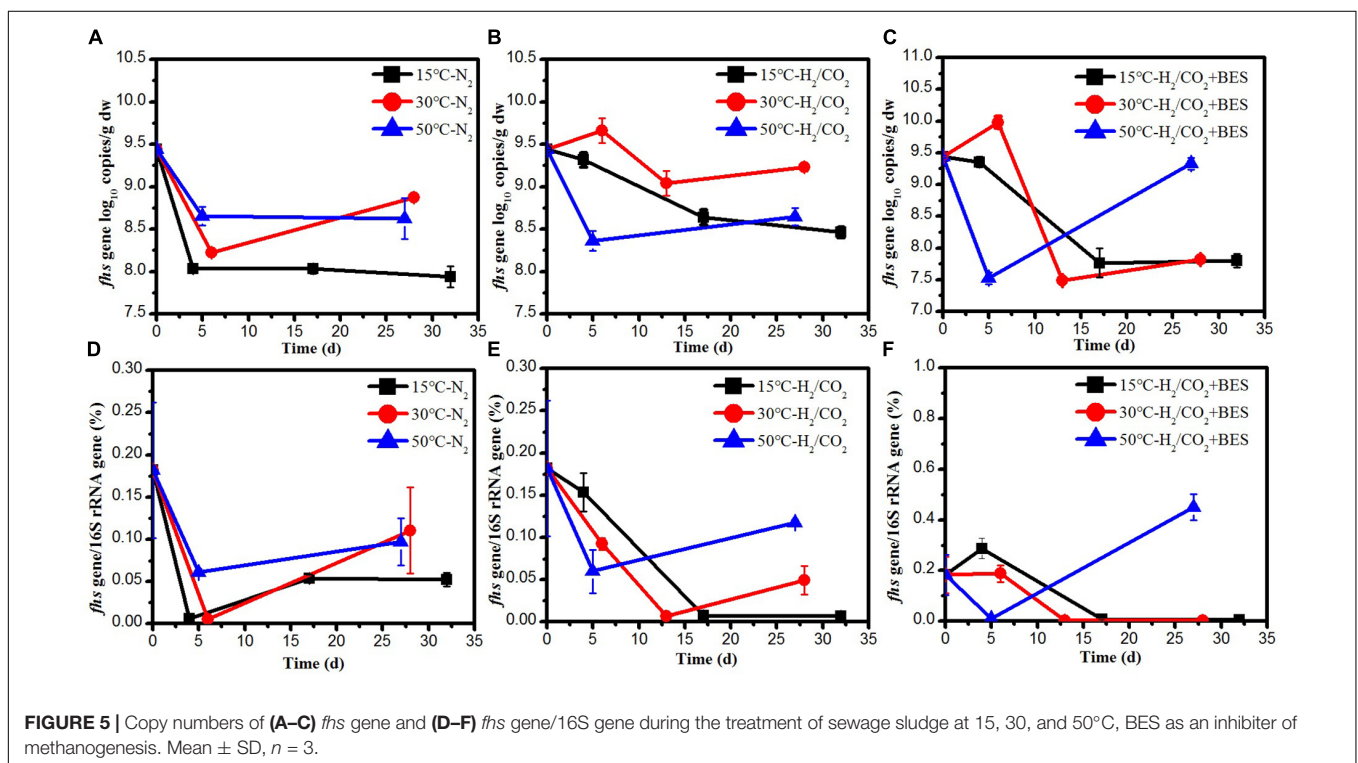 A
fhs gene log10 copies/g dw
10.5
10.0
9.5
9.0
8.5
8.0
7.5
0 5 10 15 20 25 30 35
Time (d)
15°C-N2
30°C-N2
50°C-N2
B
fhs gene log10 copies/g dw
10.5
10.0
9.5
9.0
8.5
8.0
7.5
0 5 10 15 20 25 30 35
Time (d)
15°C-H2/CO2
30°C-H2/CO2
50°C-H2/CO2
C
fhs gene log10 copies/g dw
10.5
10.0
9.5
9.0
8.5
8.0
7.5
7.0
0 5 10 15 20 25 30 35
Time (d)
15°C-H2/CO2+BES
30°C-H2/CO2+BES
50°C-H2/CO2+BES
D
fhs gene/16S rRNA gene (%)
0.30
0.25
0.20
0.15
0.10
0.05
0.00
0 5 10 15 20 25 30 35
Time (d)
15°C-N2
30°C-N2
50°C-N2
E
fhs gene/16S rRNA gene (%)
0.30
0.25
0.20
0.15
0.10
0.05
0.00
0 5 10 15 20 25 30 35
Time (d)
15°C-H2/CO2
30°C-H2/CO2
50°C-H2/CO2
F
fhs gene/16S rRNA gene (%)
1.0
0.8
0.6
0.4
0.2
0.0
0 5 10 15 20 25 30 35
Time (d)
15°C-H2/CO2+BES
30°C-H2/CO2+BES
50°C-H2/CO2+BES
FIGURE 5 | Copy numbers of (A–C) fhs gene and (D–F) fhs gene/16S gene during the treatment of sewage sludge at 15, 30, and 50°C, BES as an inhibiter of
methanogenesis. Mean ± SD, n = 3.